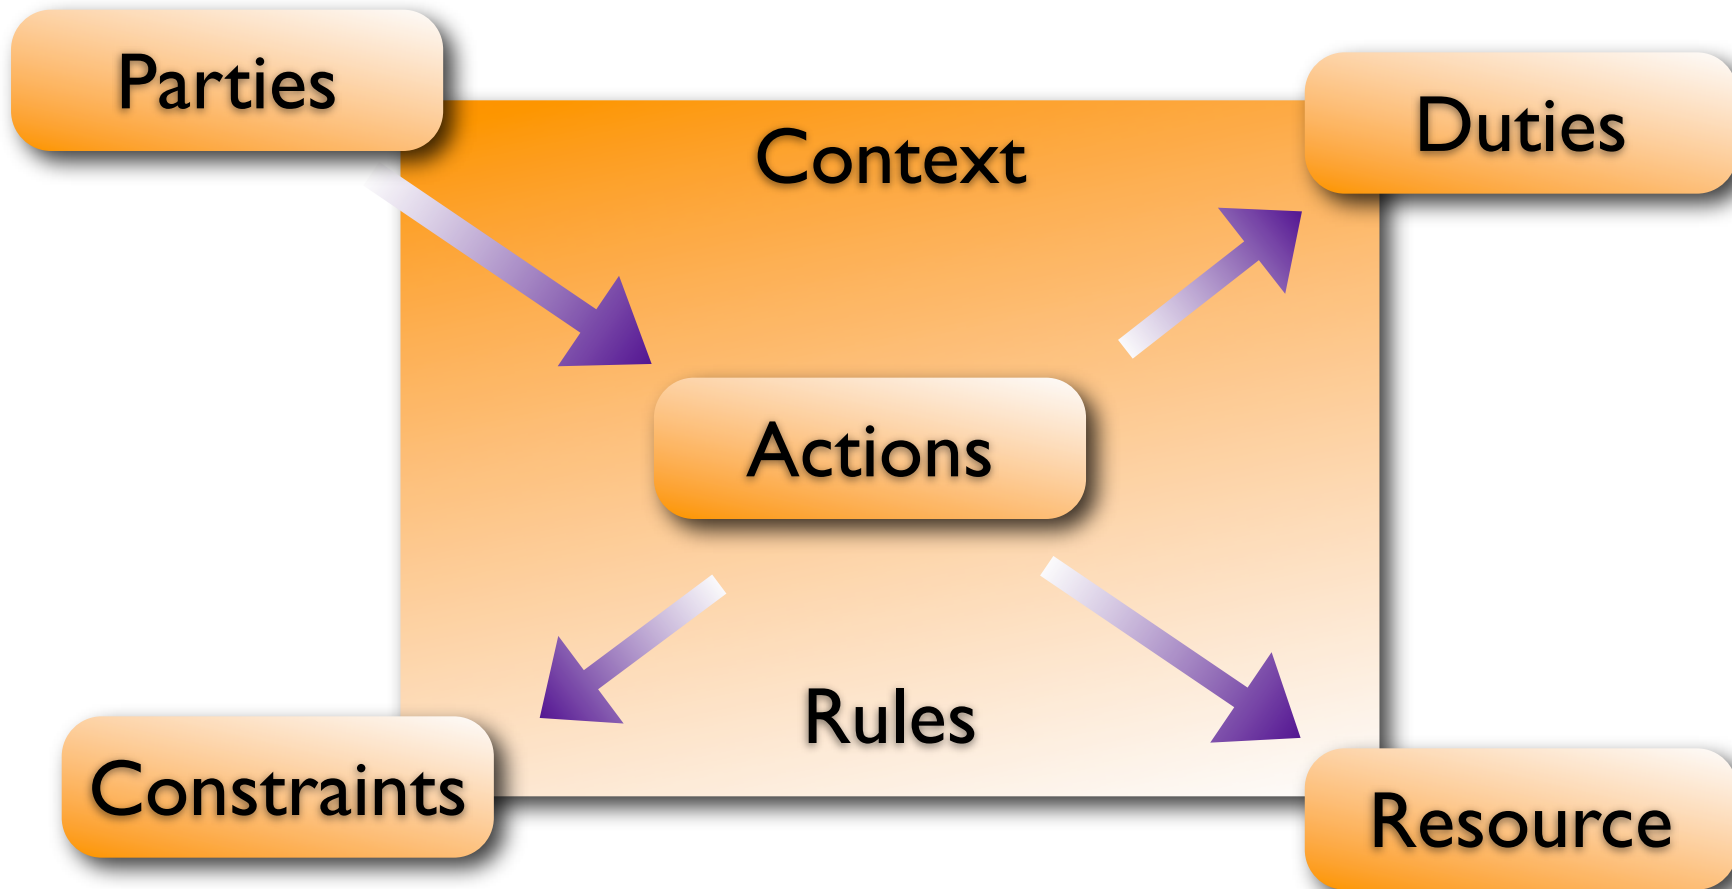 Parties
Duties
Context
Actions
Rules
Constraints
Resource